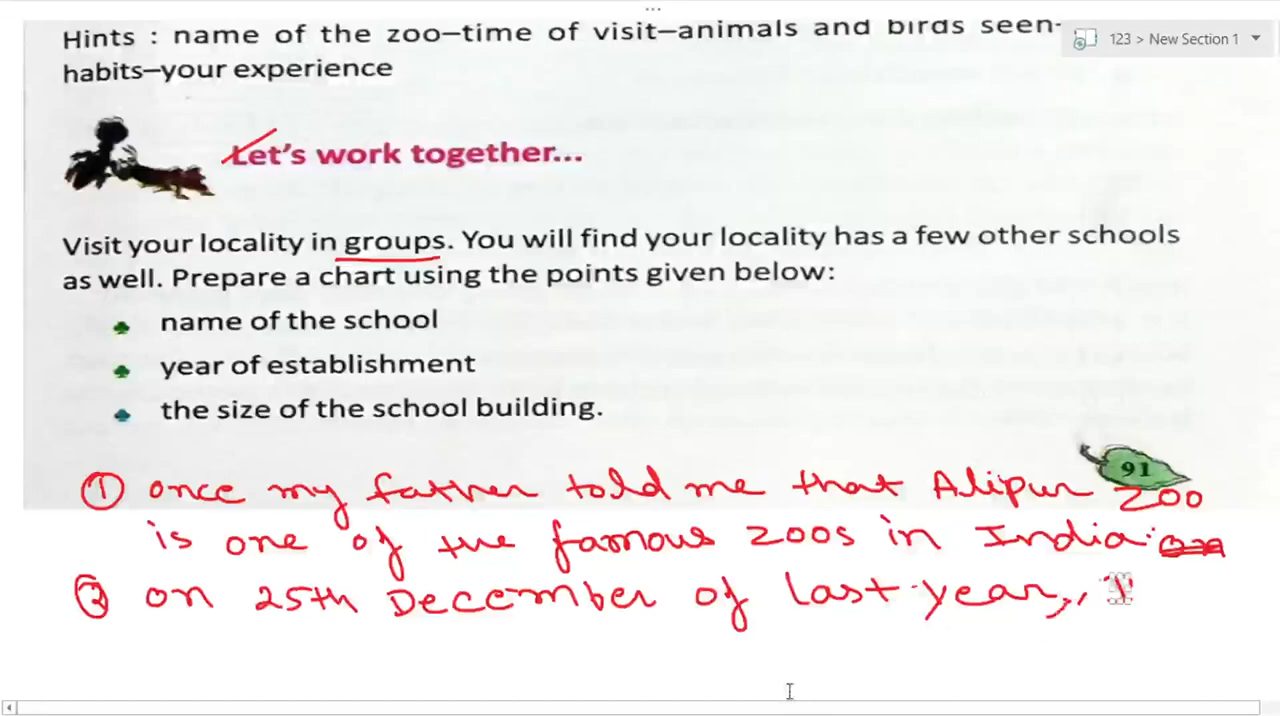 ...
Hints : name of the zoo–time of visit–animals and birds seen–
123 > New Section 1
habits–your experience
Let's work together...
Visit your locality in groups. You will find your locality has a few other schools
as well. Prepare a chart using the points given below:
name of the school
year of establishment
the size of the school building.
91
① once my father told me that Alipur zoo
is one of the famous zoos in India.
② on 25th December of last year,